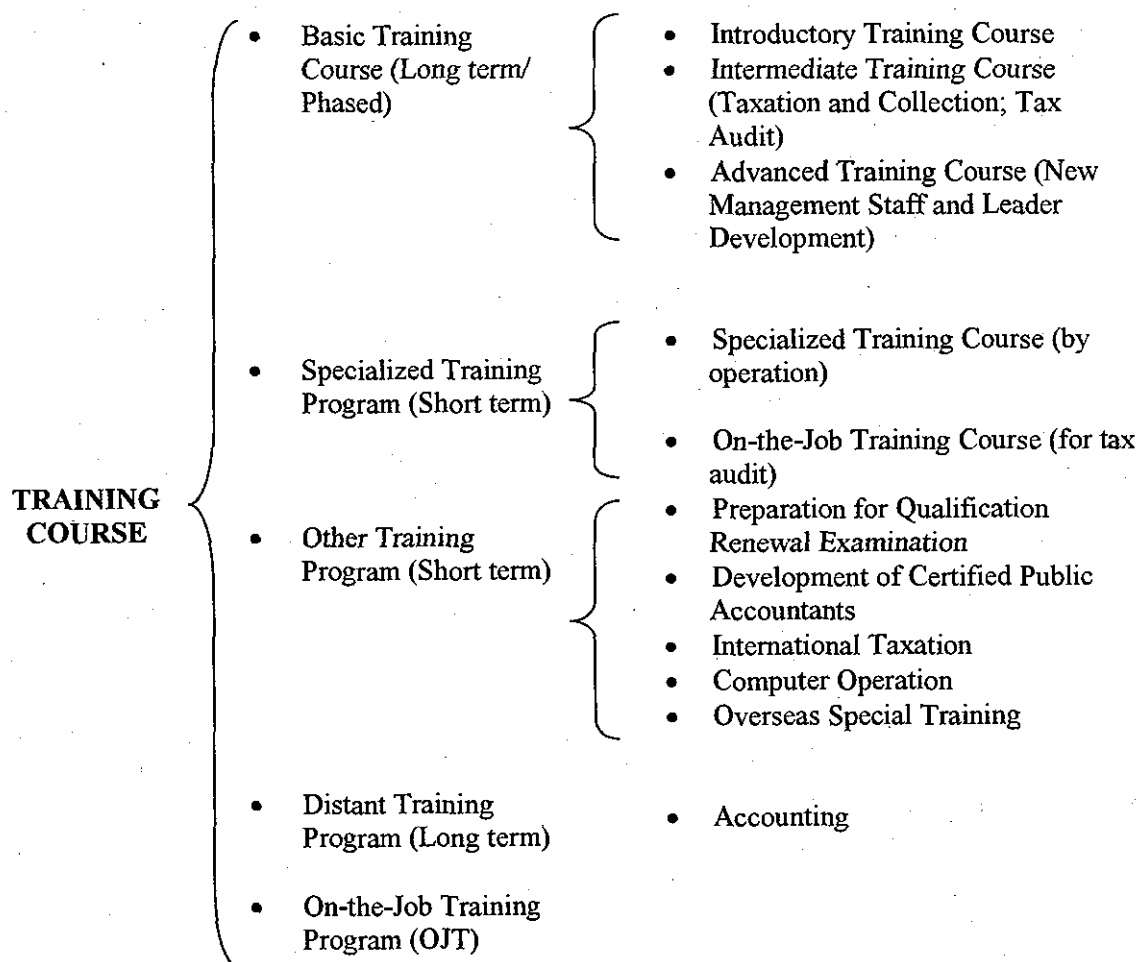 TRAINING
COURSE
• Basic Training
Course (Long term/
Phased)
• Introductory Training Course
• Intermediate Training Course
(Taxation and Collection; Tax
Audit)
• Advanced Training Course (New
Management Staff and Leader
Development)
• Specialized Training
Program (Short term)
• Specialized Training Course (by
operation)
• On-the-Job Training Course (for tax
audit)
• Other Training
Program (Short term)
• Preparation for Qualification
Renewal Examination
• Development of Certified Public
Accountants
• International Taxation
• Computer Operation
• Overseas Special Training
• Distant Training
Program (Long term)
• Accounting
• On-the-Job Training
Program (OJT)